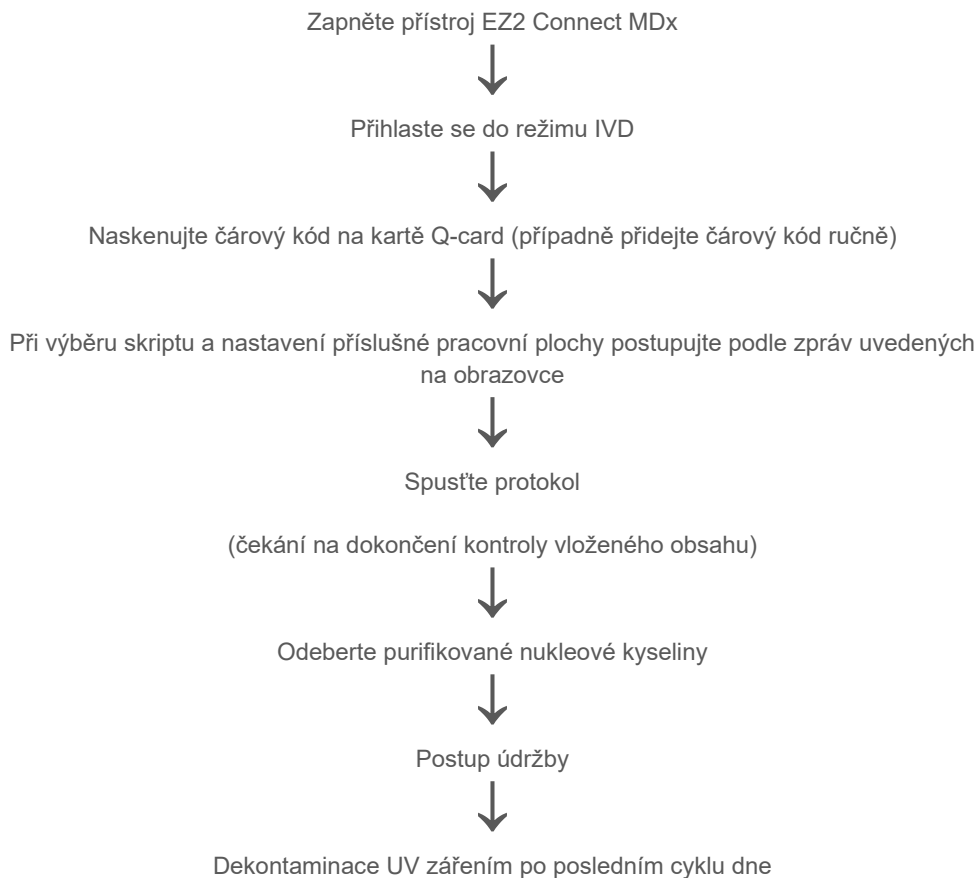 Zapněte přístroj EZ2 Connect MDx
Přihlaste se do režimu IVD
Naskenujte čárový kód na kartě Q-card (případně přidejte čárový kód ručně)
Při výběru skriptu a nastavení příslušné pracovní plochy postupujte podle zpráv uvedených
na obrazovce
Spusťte protokol
(čekání na dokončení kontroly vloženého obsahu)
Odeberte purifikované nukleové kyseliny
Postup údržby
Dekontaminace UV zářením po posledním cyklu dne